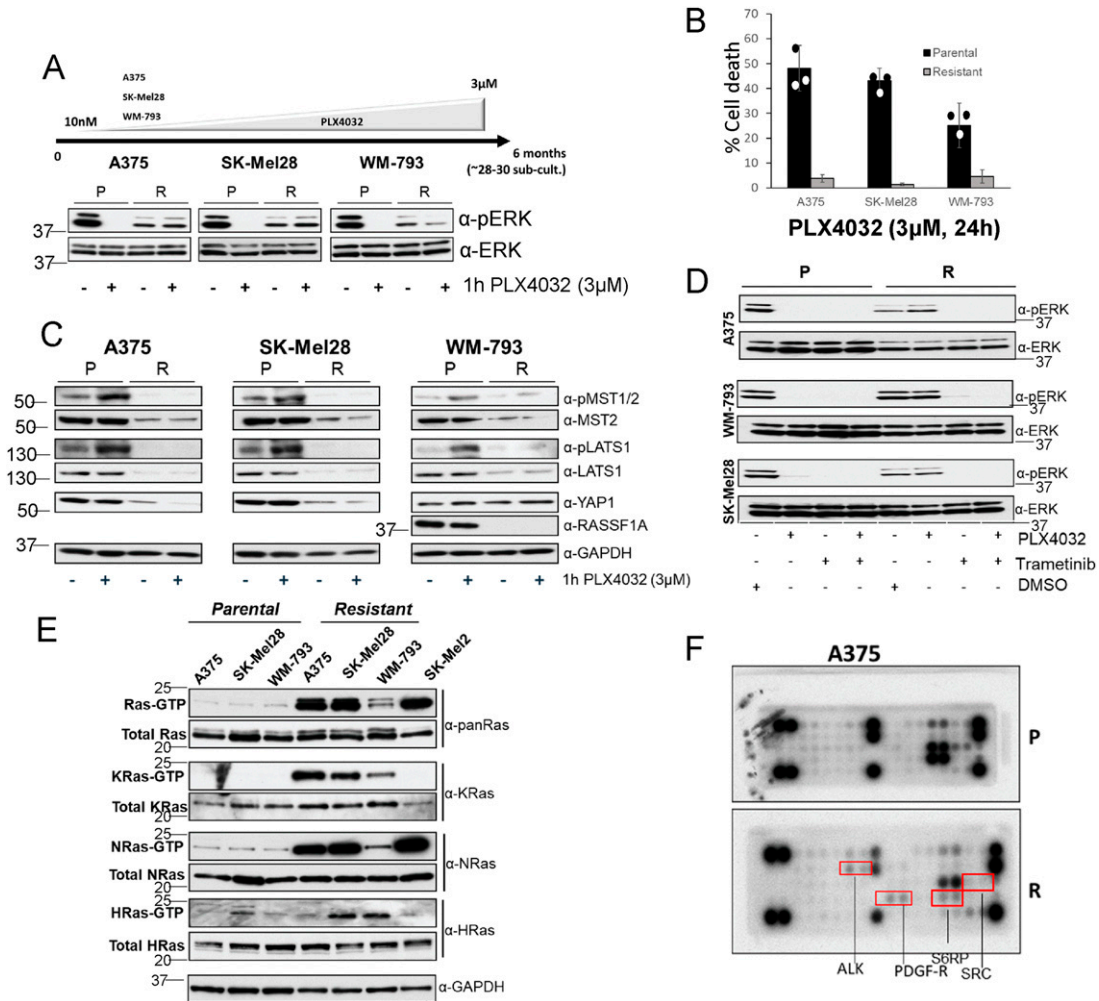 A
A375
SK-Mel28
WM-793
3µM
10nM
PLX4032
0
6 months
(~28-30 sub-cult.)
A375 SK-Mel28 WM-793
P R P R P R
α-pERK
37
α-ERK
37
- + - + - + - + - + - + 1h PLX4032 (3µM)
B
70
60
50
40
30
20
10
0
% Cell death
Parental
Resistant
A375 SK-Mel28 WM-793
PLX4032 (3µM, 24h)
C
A375 SK-Mel28 WM-793
P R P R P R
50 α-pMST1/2
50 α-MST2
130 α-pLATS1
130 α-LATS1
50 α-YAP1
37 α-RASSF1A
37 α-GAPDH
- + - + - + - + - + - + 1h PLX4032 (3µM)
D
P R
A375
α-pERK
37
α-ERK
37
WM-793
α-pERK
37
α-ERK
37
SK-Mel28
α-pERK
37
α-ERK
37
- + - + - + - + PLX4032
- - + + - - + + Trametinib
+ - - - + - - - DMSO
E
Parental Resistant
A375 SK-Mel28 WM-793 A375 SK-Mel28 WM-793 SK-Mel2
25
Ras-GTP
Total Ras
20
α-panRas
25
KRas-GTP
Total KRas
20
α-KRas
25
NRas-GTP
Total NRas
20
α-NRas
25
HRas-GTP
Total HRas
20
α-HRas
37
α-GAPDH
F
A375
P
R
ALK PDGF-R S6RP SRC